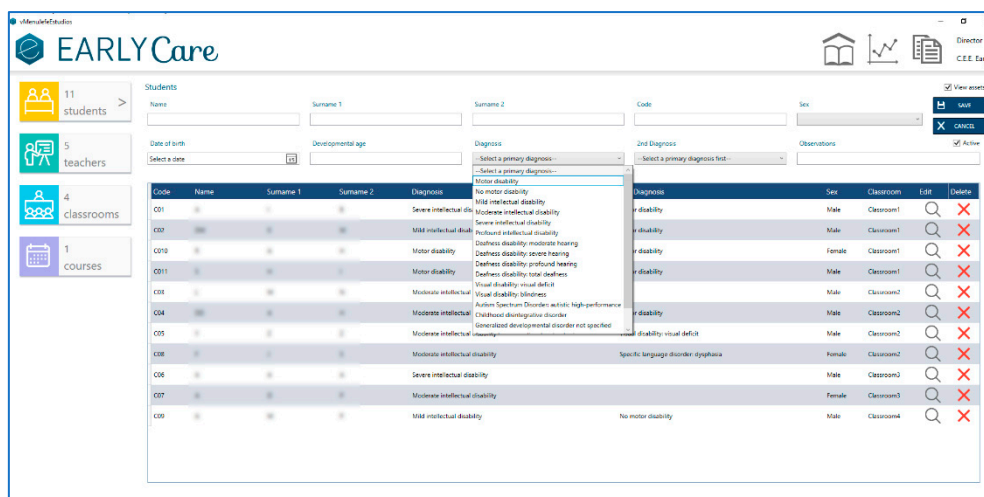 vMenuJefeEstudios
EARLY Care
Director
C.E.E. Ear
11
students
>
5
teachers
4
classrooms
1
courses
Students
View assets
Name Surname 1 Surname 2 Code Sex
SAVE
CANCEL
Date of birth Developmental age Diagnosis 2nd Diagnosis Observations Active
Select a date 15 --Select a primary diagnosis-- --Select a primary diagnosis first--
--Select a primary diagnosis--
Motor disability
No motor disability
Mild intellectual disability
Moderate intellectual disability
Severe intellectual disability
Profound intellectual disability
Deafness disability: moderate hearing
Deafness disability: severe hearing
Deafness disability: profound hearing
Deafness disability: total deafness
Visual disability: visual deficit
Visual disability: blindness
Autism Spectrum Disorder: autistic high-performance
Childhood disintegrative disorder
Generalized developmental disorder not specified
Code Name Surname 1 Surname 2 Diagnosis Diagnosis Sex Classroom Edit Delete
C01 Severe intellectual dis r disability Male Classroom1
C02 Mild intellectual disab r disability Male Classroom1
C010 Motor disability r disability Female Classroom1
C011 Motor disability r disability Male Classroom1
C03 Moderate intellectual Male Classroom2
C04 Moderate intellectual r disability Male Classroom2
C05 Moderate intellectual disability: visual deficit Male Classroom2
C08 Moderate intellectual disability Specific language disorder: dysphasia Female Classroom2
C06 Severe intellectual disability Male Classroom3
C07 Moderate intellectual disability Female Classroom3
C09 Mild intellectual disability No motor disability Male Classroom4